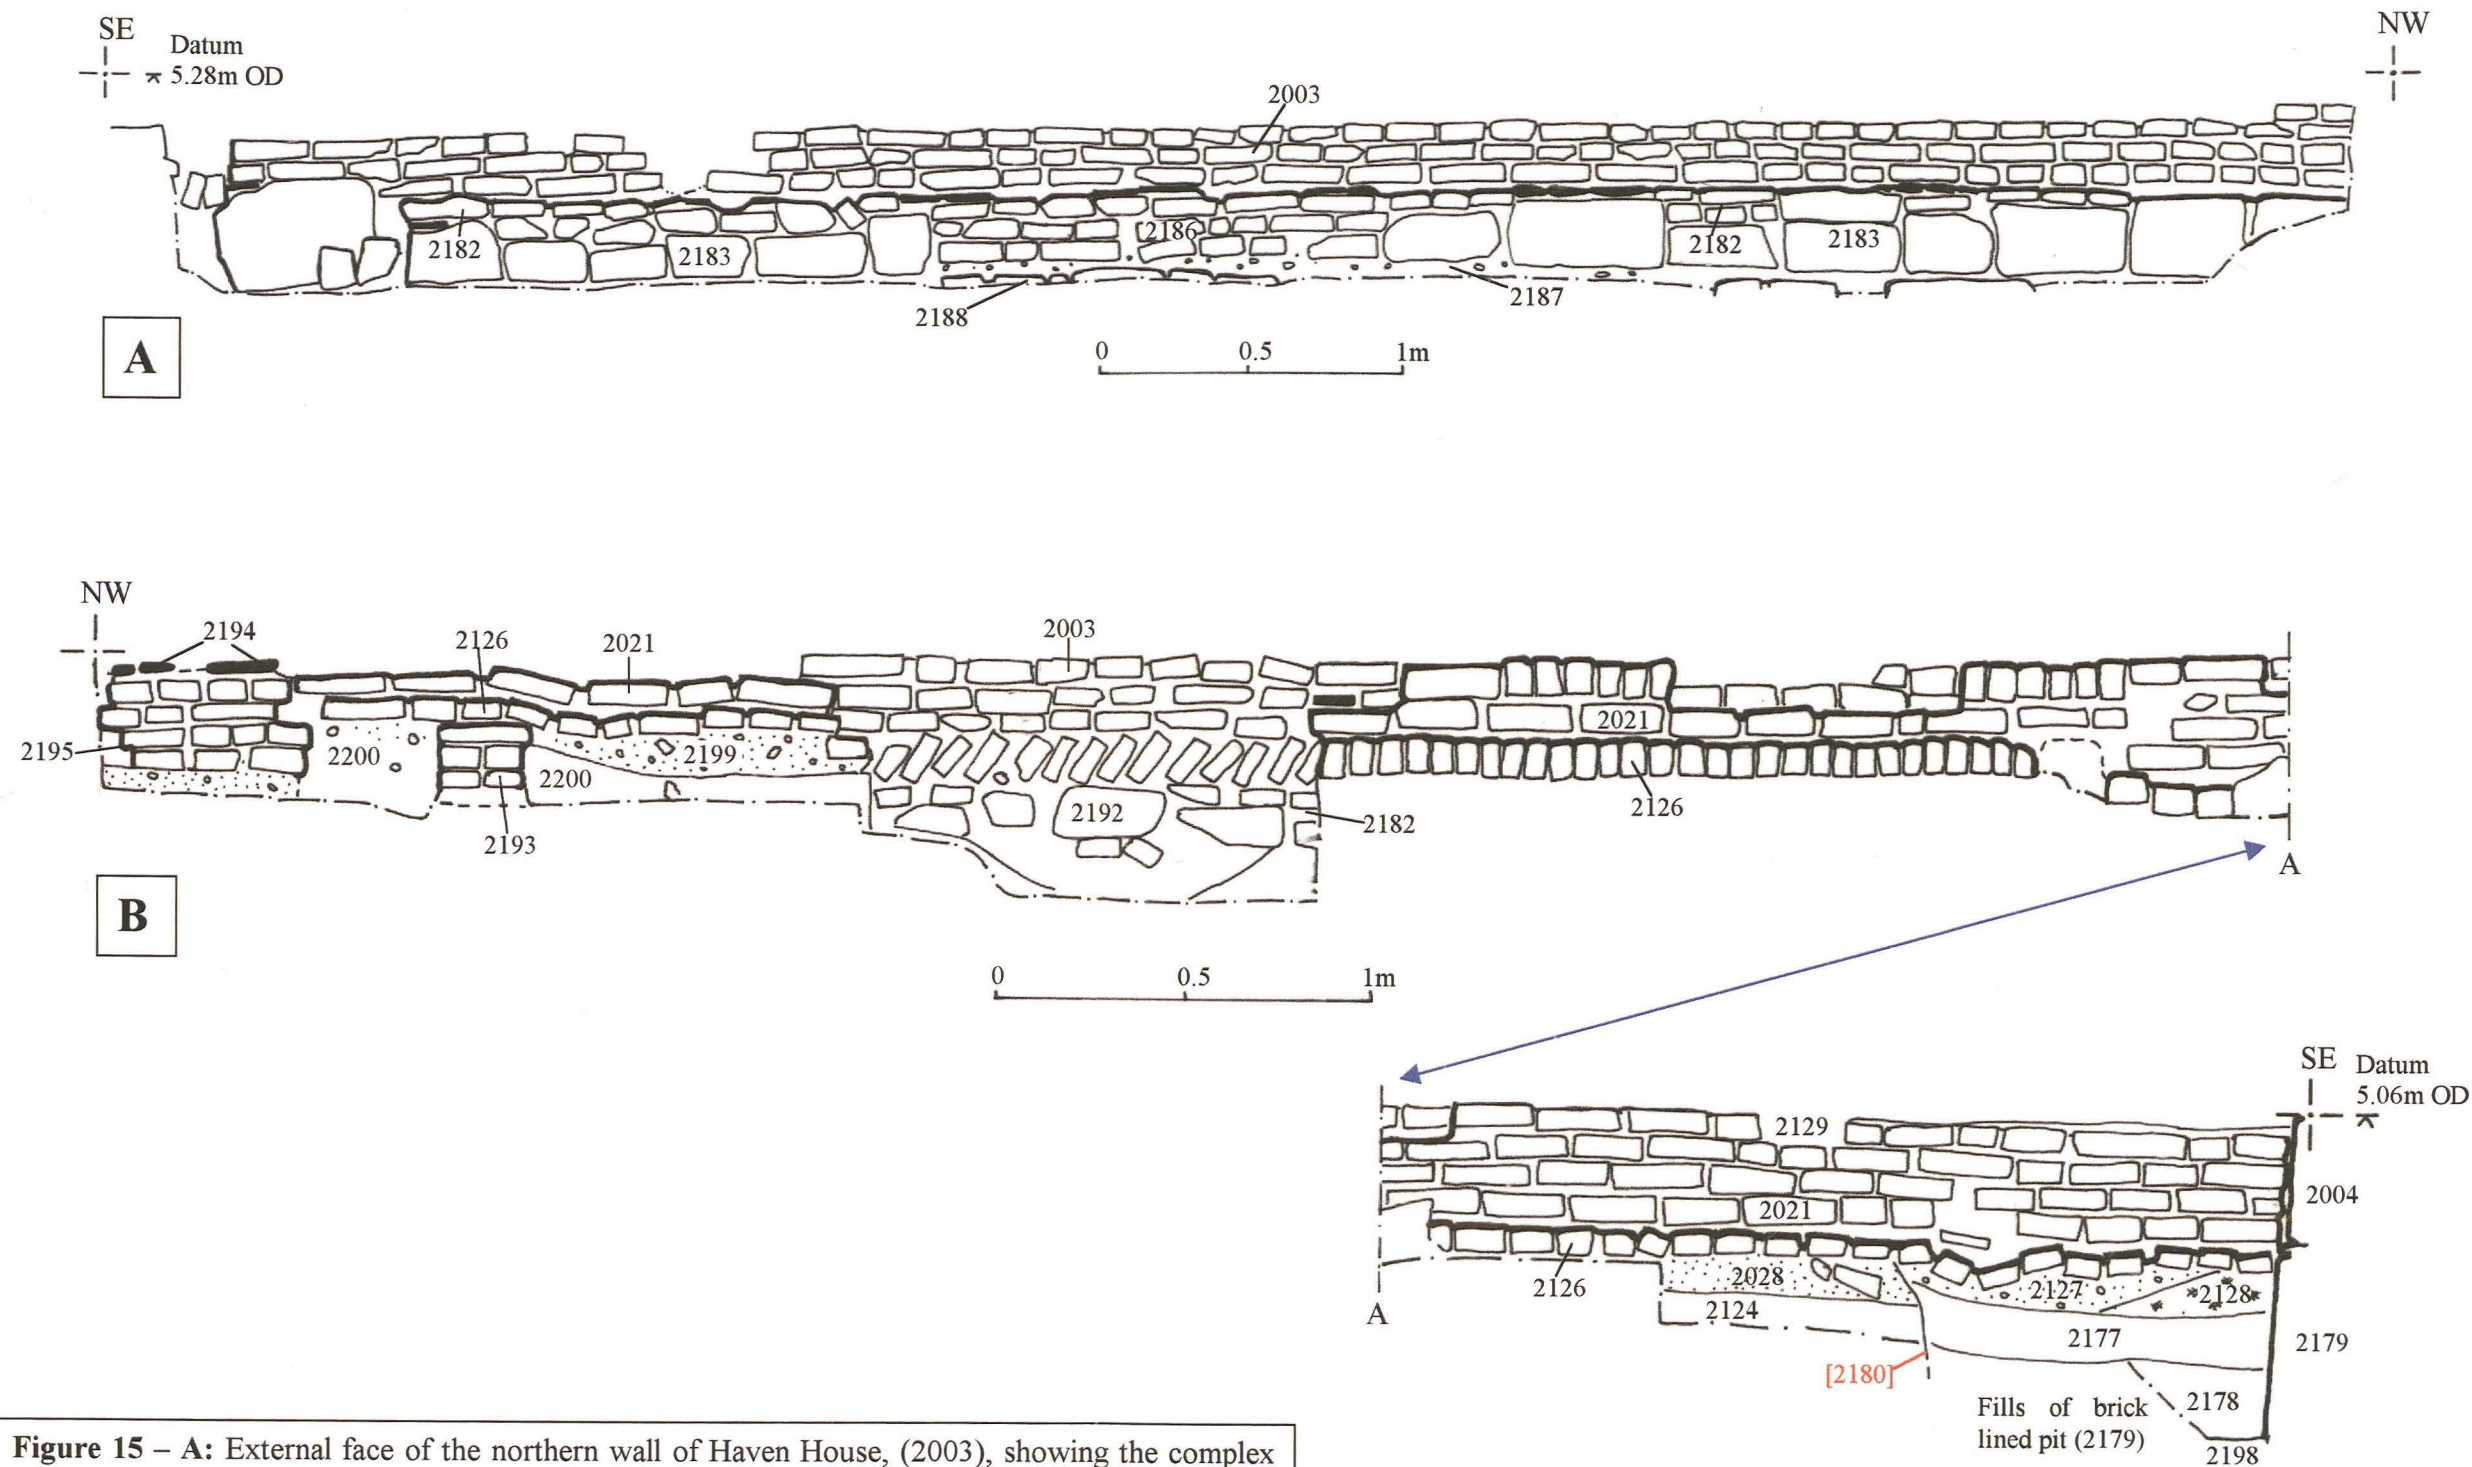 SE
Datum
5.28m OD
NW
2003
2182
2183
2186
2182
2183
2188
2187
A
0 0.5 1m
NW
2194
2126
2021
2003
2195
2200
2200
2199
2193
2192
2182
2021
2126
A
B
0 0.5 1m
SE
Datum
5.06m OD
2129
2004
2021
2126
2028
2124
2127
2128
2177
2179
[2180]
2178
2198
A
Fills of brick
lined pit (2179)
Figure 15 – A: External face of the northern wall of Haven House, (2003), showing the complex